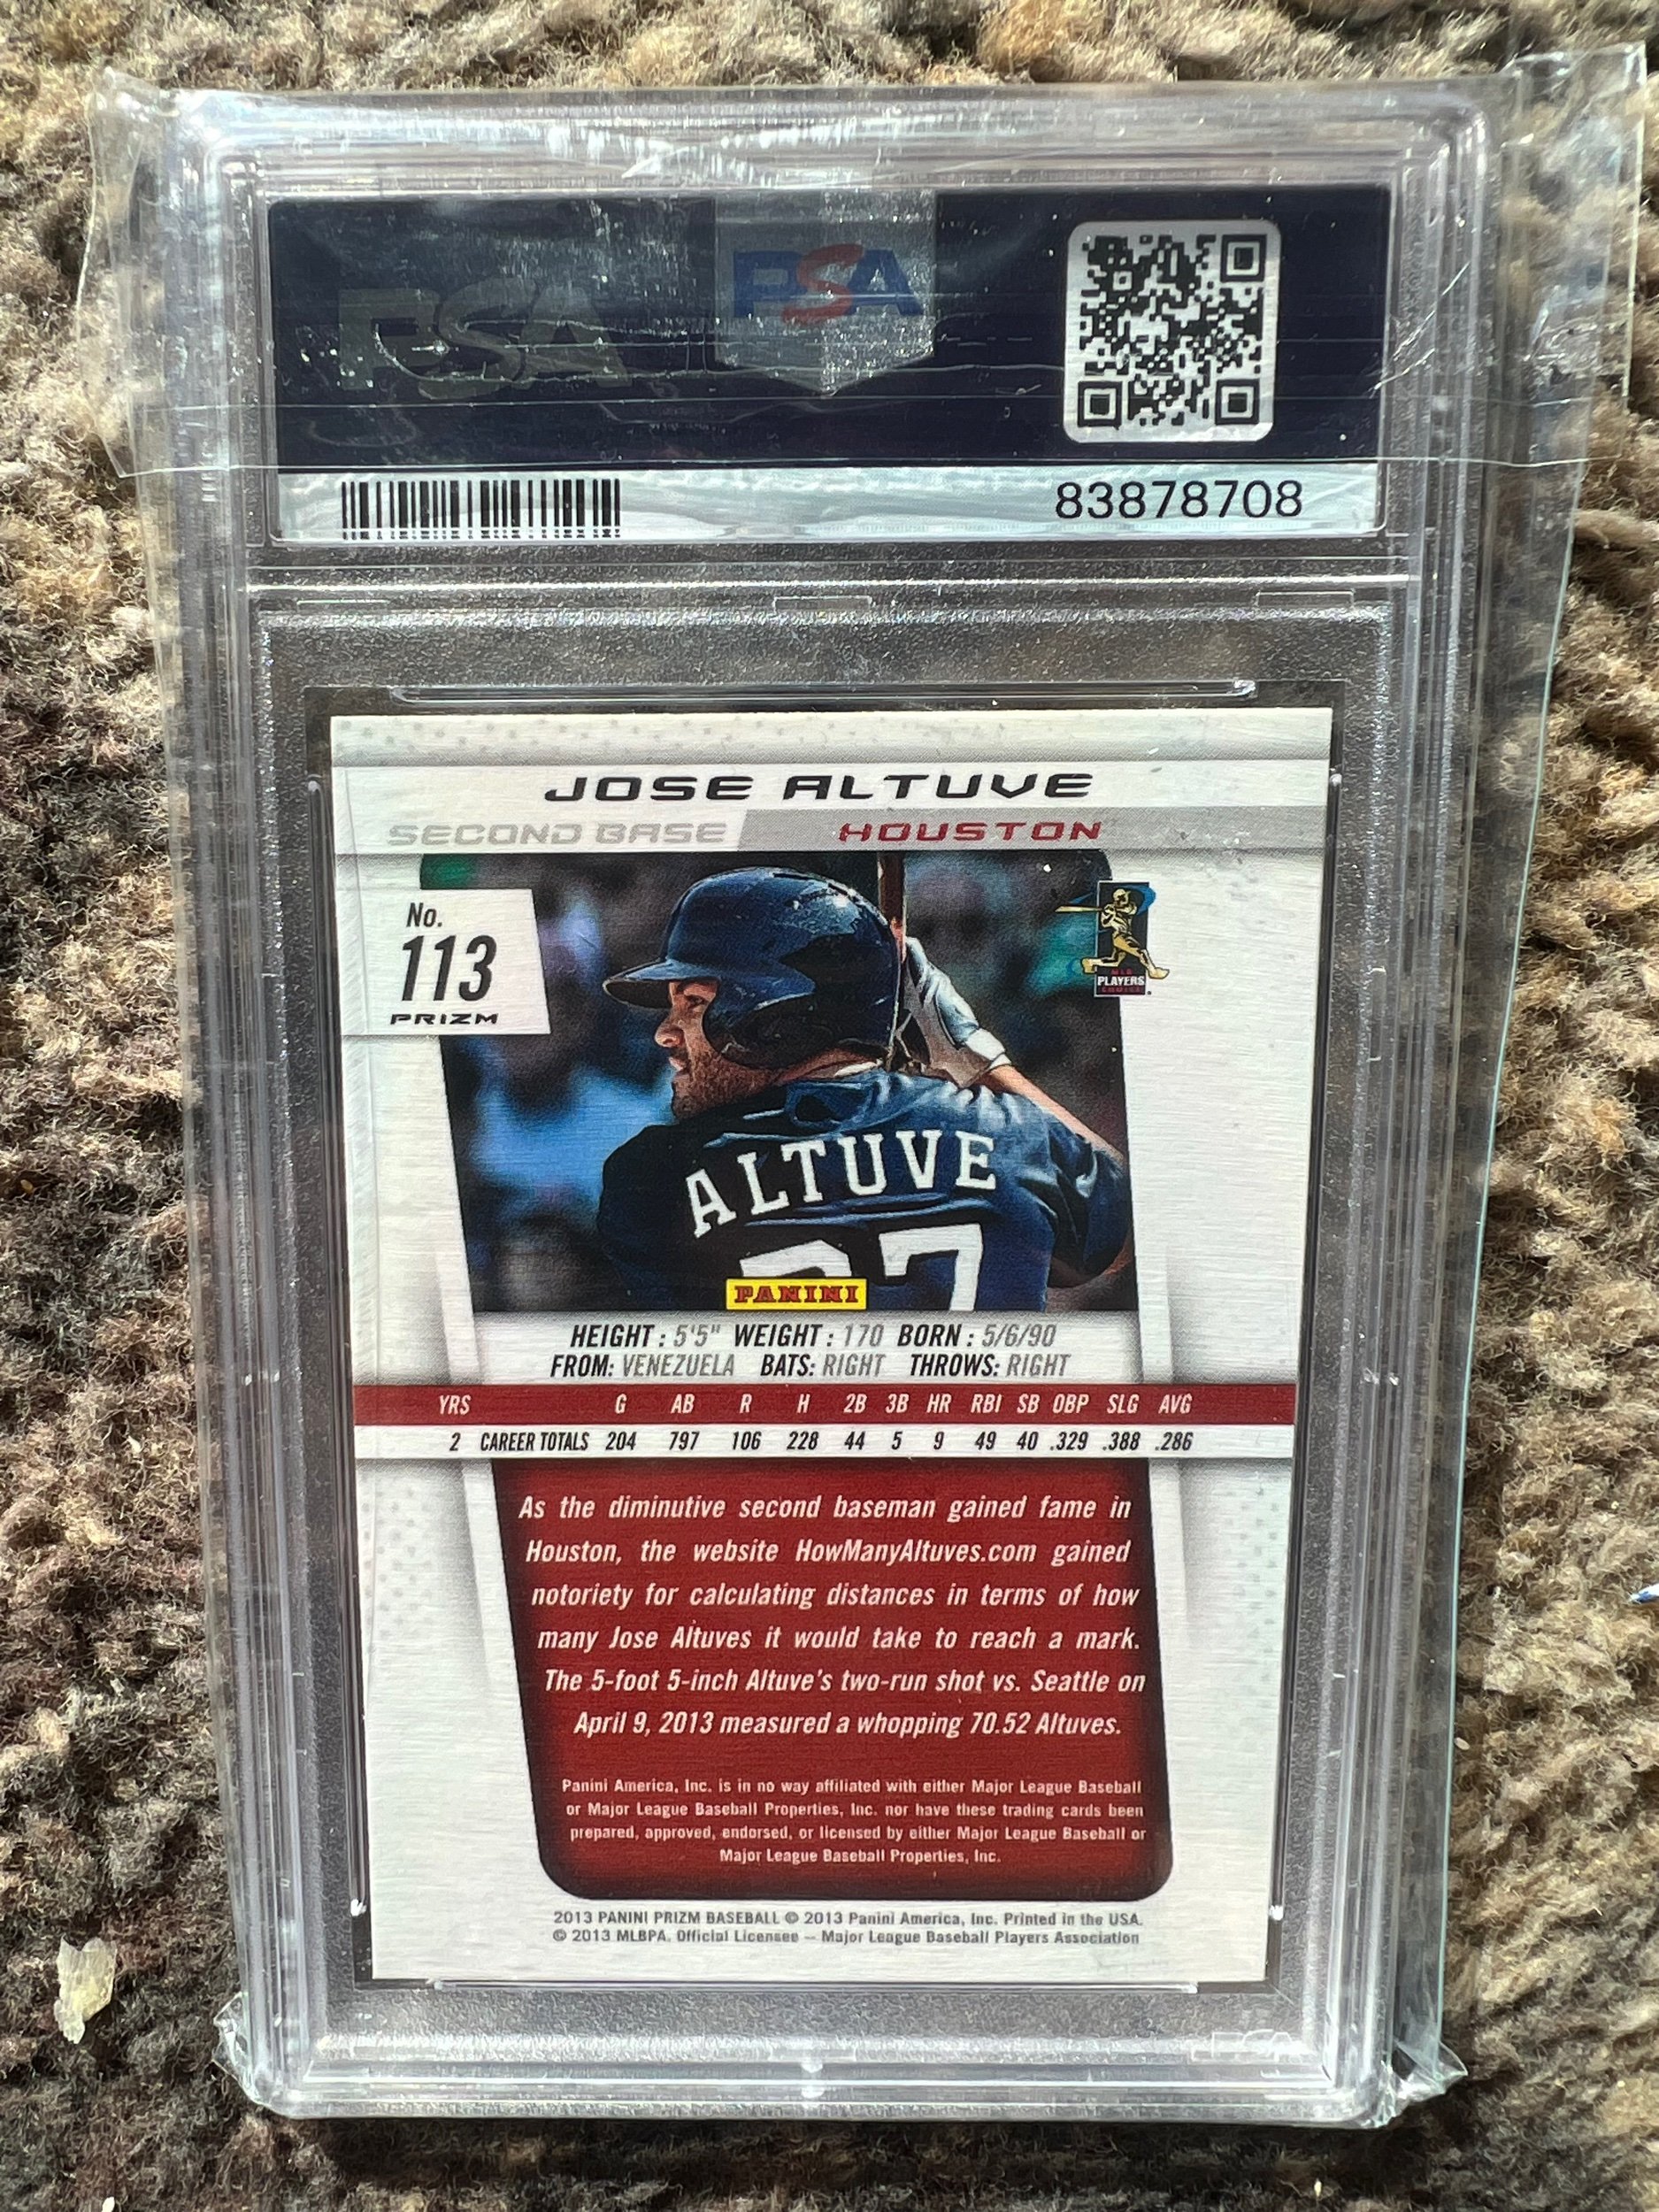 PSA
PSA
83878708
JOSE ALTUVE
SECOND BASE HOUSTON
No.
113
PRIZM
MLB
PLAYERS
CHOICE
ALTUVE
27
PANINI
HEIGHT : 5'5" WEIGHT : 170 BORN : 5/6/90
FROM: VENEZUELA BATS: RIGHT THROWS: RIGHT
YRS G AB R H 2B 3B HR RBI SB OBP SLG AVG
2 CAREER TOTALS 204 797 106 228 44 5 9 49 40 .329 .388 .286
As the diminutive second baseman gained fame in
Houston, the website HowManyAltuves.com gained
notoriety for calculating distances in terms of how
many Jose Altuves it would take to reach a mark.
The 5-foot 5-inch Altuve's two-run shot vs. Seattle on
April 9, 2013 measured a whopping 70.52 Altuves.
Panini America, Inc. is in no way affiliated with either Major League Baseball
or Major League Baseball Properties, Inc. nor have these trading cards been
prepared, approved, endorsed, or licensed by either Major League Baseball or
Major League Baseball Properties, Inc.
2013 PANINI PRIZM BASEBALL © 2013 Panini America, Inc. Printed in the USA.
© 2013 MLBPA. Official Licensee – Major League Baseball Players Association
PSA